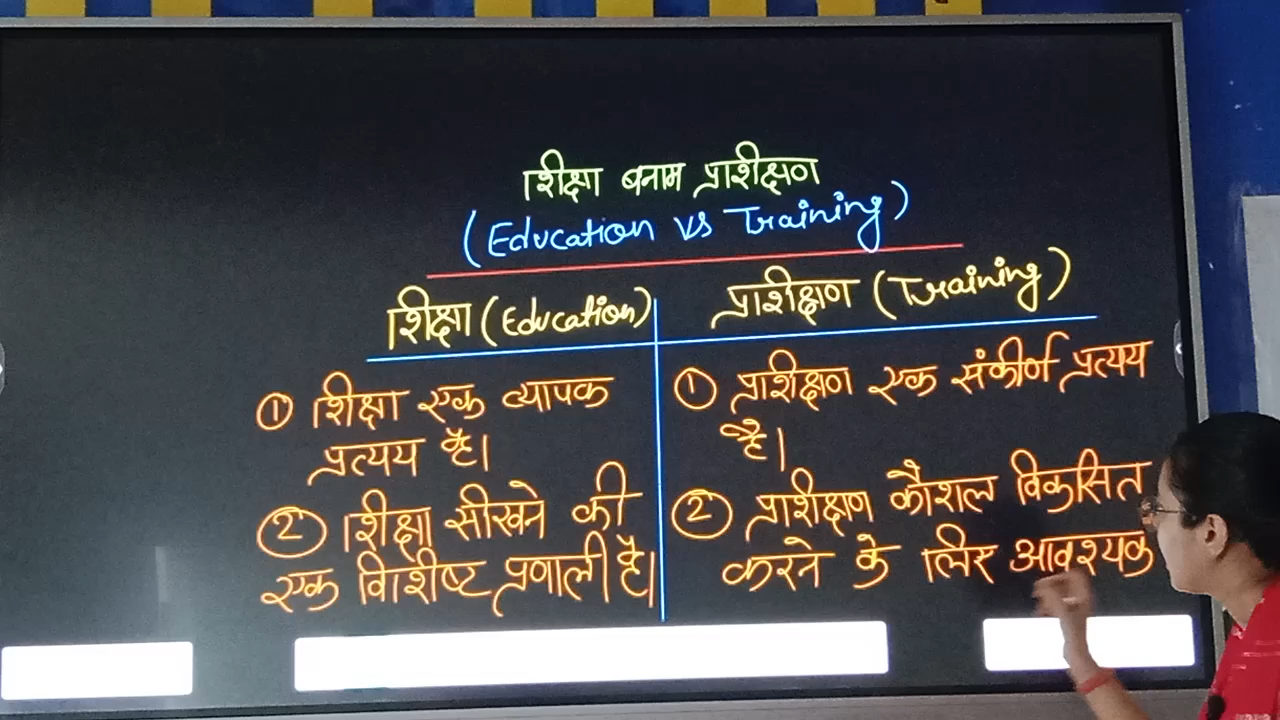 शिक्षा बनाम प्रशिक्षण
(Education VS Training)
शिक्षा (Education)
① शिक्षा एक व्यापक
प्रत्यय है।
② शिक्षा सीखने की
एक विशिष्ट प्रणाली है।
प्रशिक्षण (Training)
① प्रशिक्षण एक संकीर्ण प्रत्यय
है।
② प्रशिक्षण कौशल विकसित
करने के लिए आवश्यक